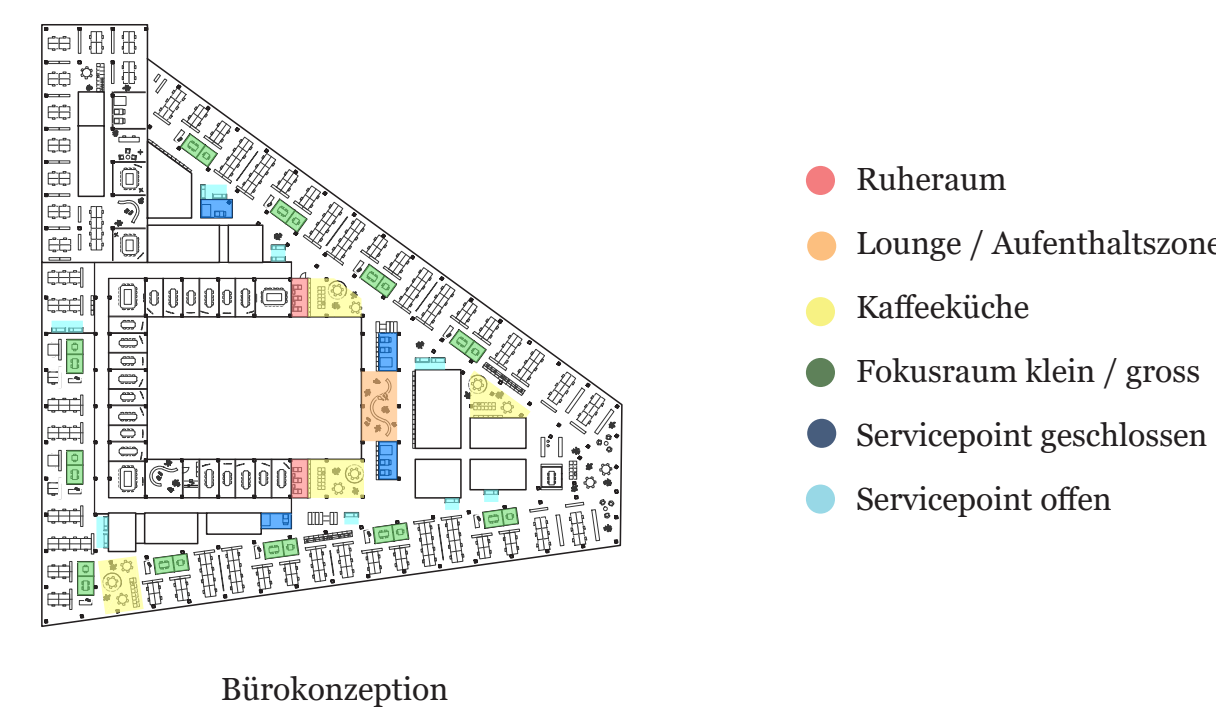 Ruheraum
Lounge / Aufenthaltszone
Kaffeeküche
Fokusraum klein / gross
Servicepoint geschlossen
Servicepoint offen
Bürokonzeption